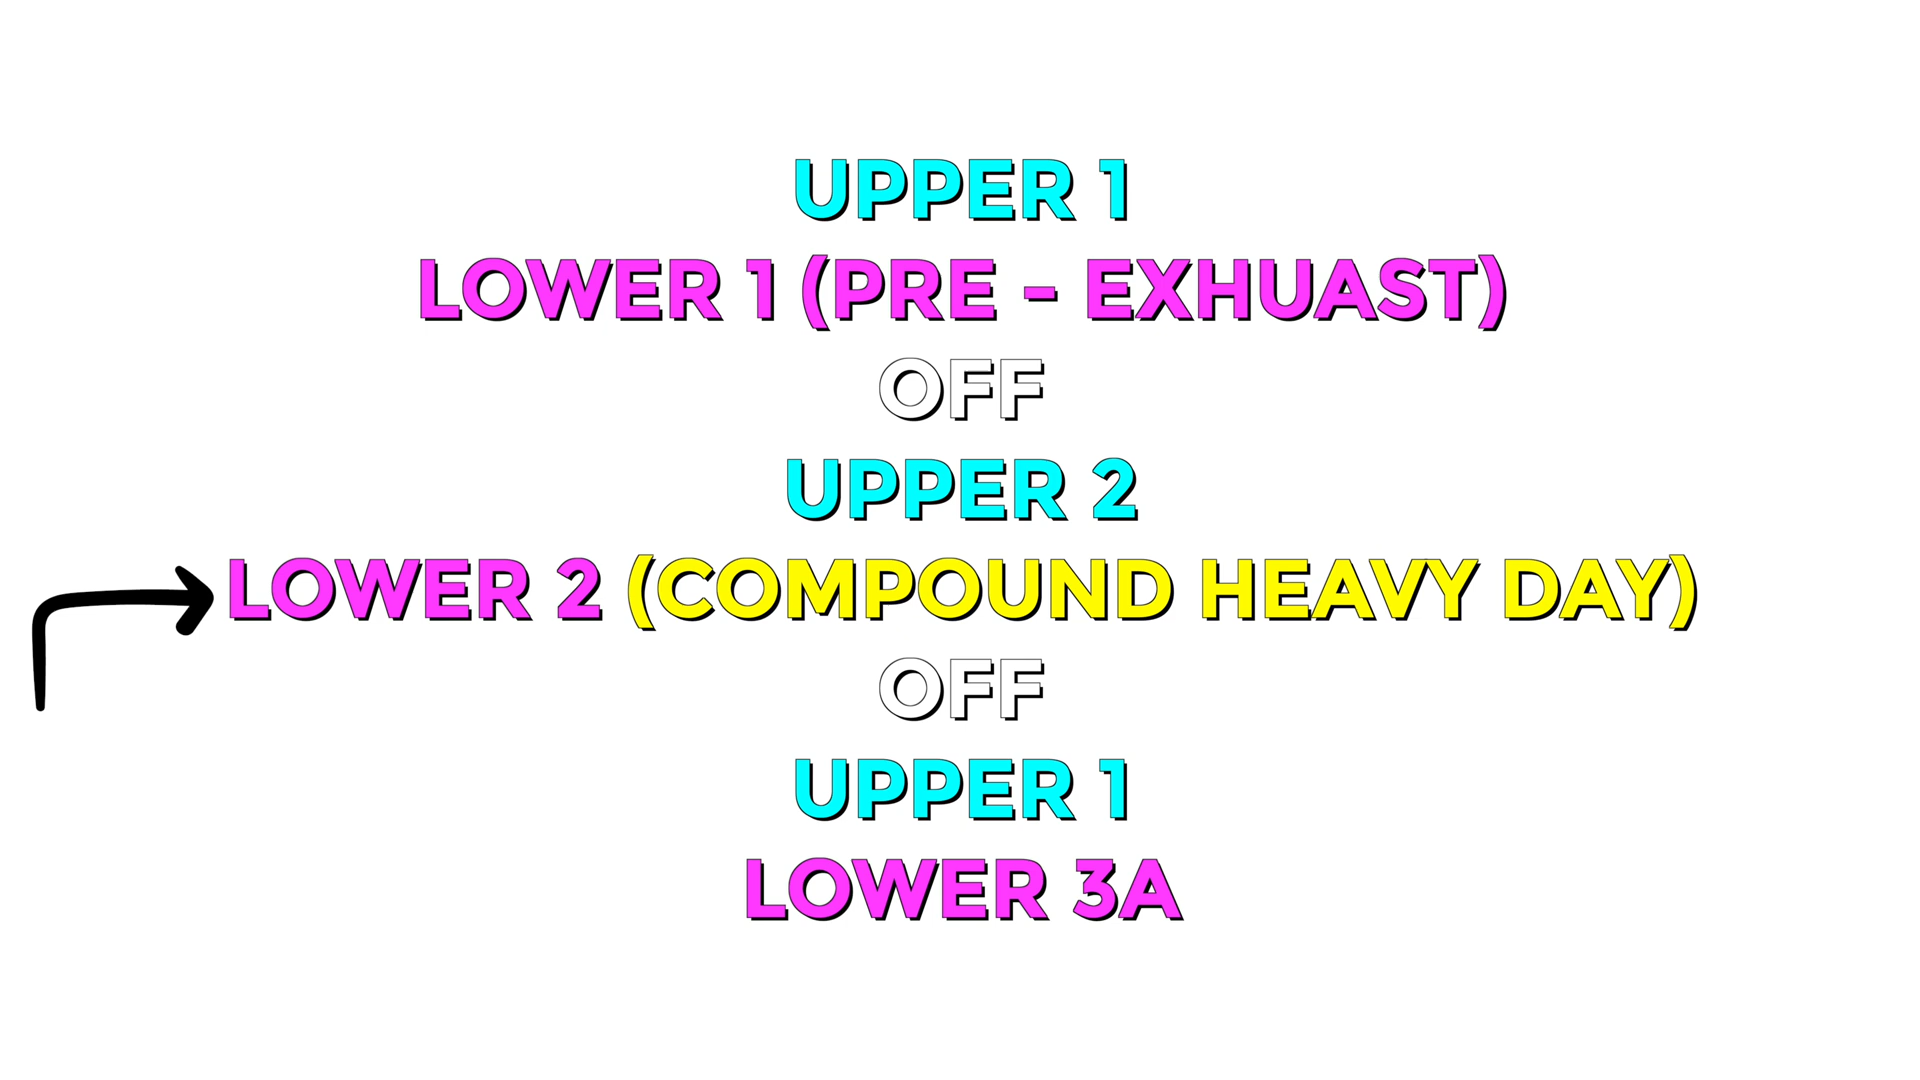 UPPER 1
LOWER 1 (PRE - EXHUAST)
OFF
UPPER 2
LOWER 2 (COMPOUND HEAVY DAY)
OFF
UPPER 1
LOWER 3A